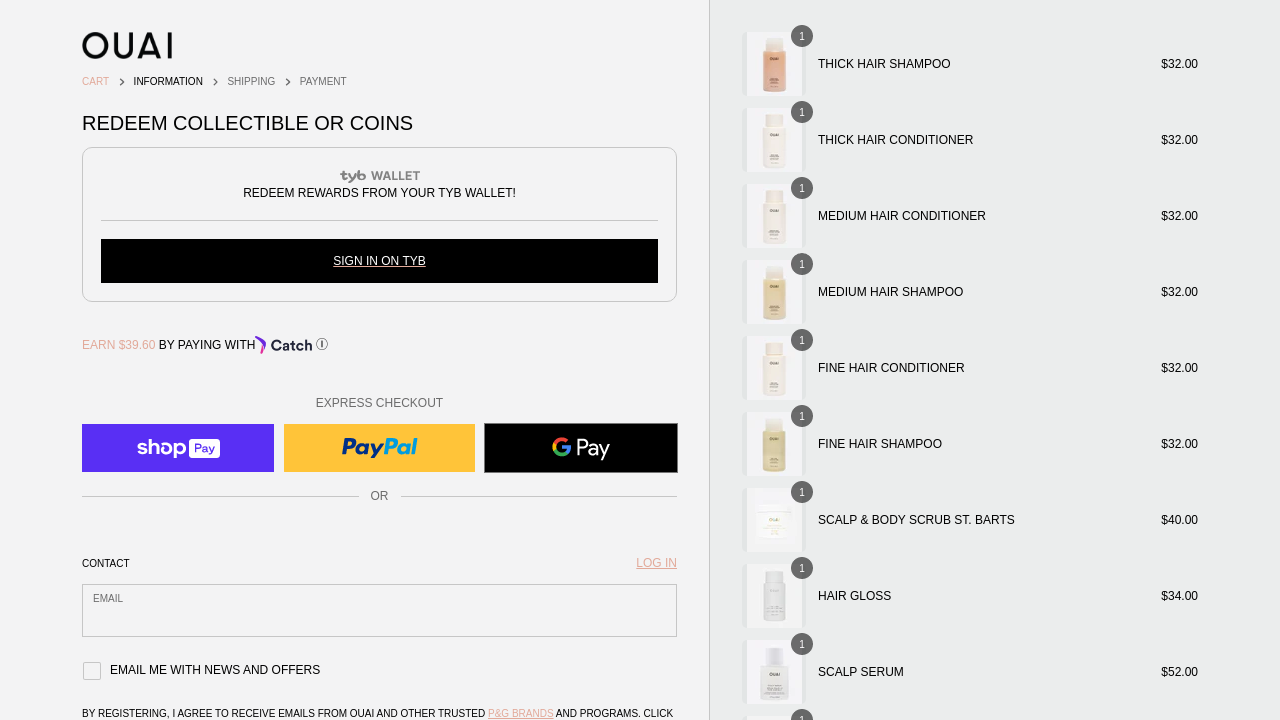 OUAI
CART > INFORMATION > SHIPPING > PAYMENT
REDEEM COLLECTIBLE OR COINS
tyb WALLET
REDEEM REWARDS FROM YOUR TYB WALLET!
SIGN IN ON TYB
EARN $39.60 BY PAYING WITH Catch
EXPRESS CHECKOUT
shop Pay
PayPal
G Pay
OR
CONTACT
LOG IN
EMAIL
EMAIL ME WITH NEWS AND OFFERS
GISTERING, I AGREE TO RECEIVE EMAILS FROM OUAI AND OTHER TRUSTED P&G BRANDS AND PROGRAMS. CLICK
1
THICK HAIR SHAMPOO $32.00
1
THICK HAIR CONDITIONER $32.00
1
MEDIUM HAIR CONDITIONER $32.00
1
MEDIUM HAIR SHAMPOO $32.00
1
FINE HAIR CONDITIONER $32.00
1
FINE HAIR SHAMPOO $32.00
1
SCALP & BODY SCRUB ST. BARTS $40.00
1
HAIR GLOSS $34.00
1
SCALP SERUM $52.00
1